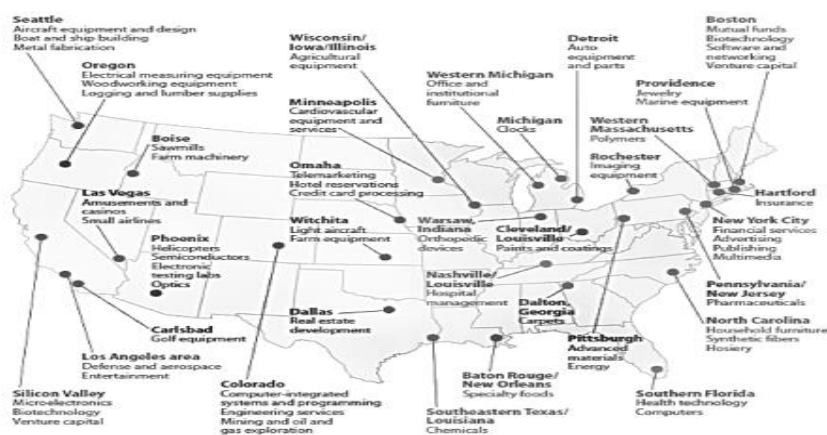 Seattle
Aircraft equipment and design
Boat and ship building
Metal fabrication
Oregon
Electrical measuring equipment
Woodworking equipment
Logging and lumber supplies
Boise
Sawmills
Farm machinery
Las Vegas
Amusements and
casinos
Small airlines
Phoenix
Helicopters
Semiconductors
Electronic
testing labs
Optics
Carlsbad
Golf equipment
Los Angeles area
Defense and aerospace
Entertainment
Silicon Valley
Microelectronics
Biotechnology
Venture capital
Colorado
Computer-integrated
systems and programming
Engineering services
Mining and oil and
gas exploration
Wisconsin/
Iowa/Illinois
Agricultural
equipment
Minneapolis
Cardiovascular
equipment and
services
Omaha
Telemarketing
Hotel reservations
Credit card processing
Witchita
Light aircraft
Farm equipment
Dallas
Real estate
development
Western Michigan
Office and
institutional
furniture
Michigan
Clocks
Warsaw,
Indiana
Orthopedic
devices
Nashville/
Louisville
Hospital
management
Baton Rouge/
New Orleans
Specialty foods
Southeastern Texas/
Louisiana
Chemicals
Detroit
Auto
equipment
and parts
Cleveland/
Louisville
Paints and coatings
Dalton,
Georgia
Carpets
Pittsburgh
Advanced
materials
Energy
Western
Massachusetts
Polymers
Rochester
Imaging
equipment
Providence
Jewelry
Marine equipment
Boston
Mutual funds
Biotechnology
Software and
networking
Venture capital
Hartford
Insurance
New York City
Financial services
Advertising
Publishing
Multimedia
Pennsylvania/
New Jersey
Pharmaceuticals
North Carolina
Household furniture
Synthetic fibers
Hosiery
Southern Florida
Health technology
Computers